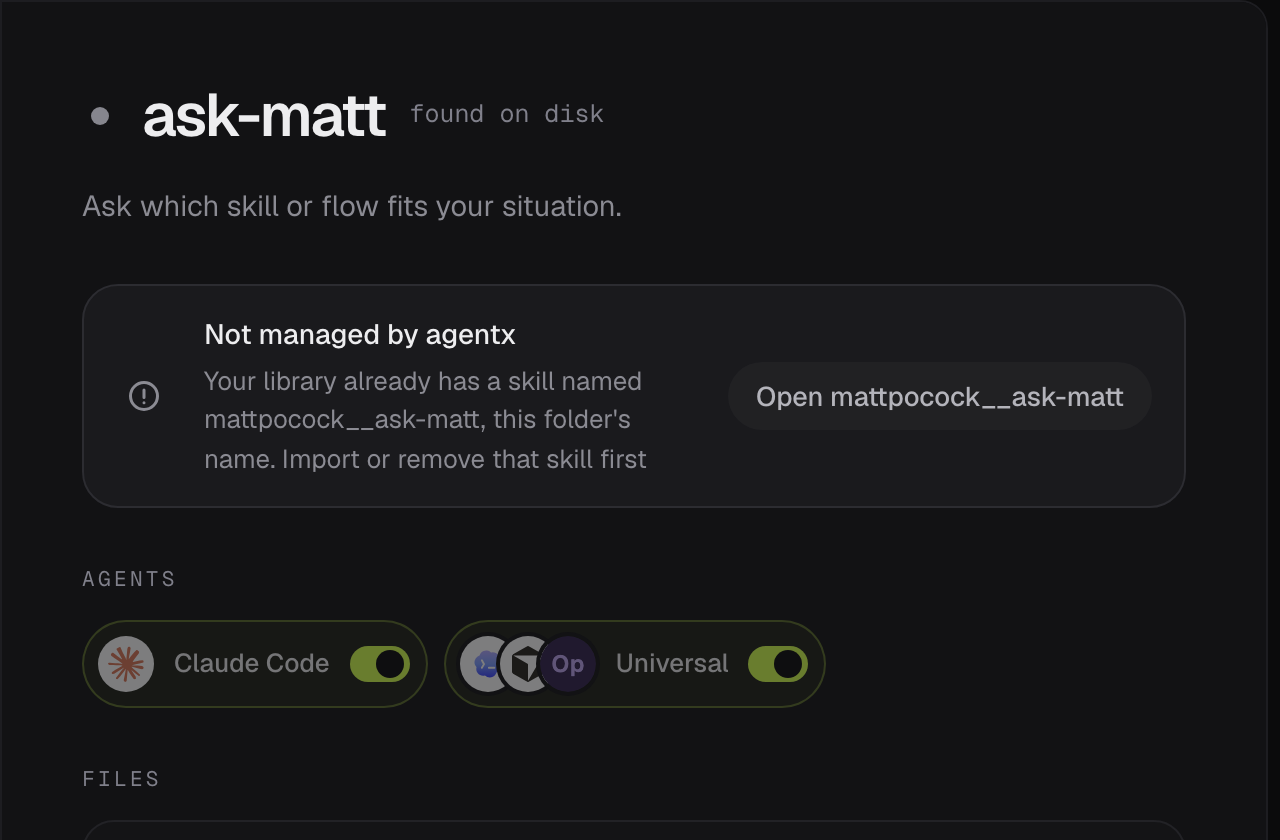 ask-matt found on disk
Ask which skill or flow fits your situation.
Not managed by agentx
Your library already has a skill named
mattpocock__ask-matt, this folder's
name. Import or remove that skill first
Open mattpocock__ask-matt
AGENTS
Claude Code
Op Universal
FILES